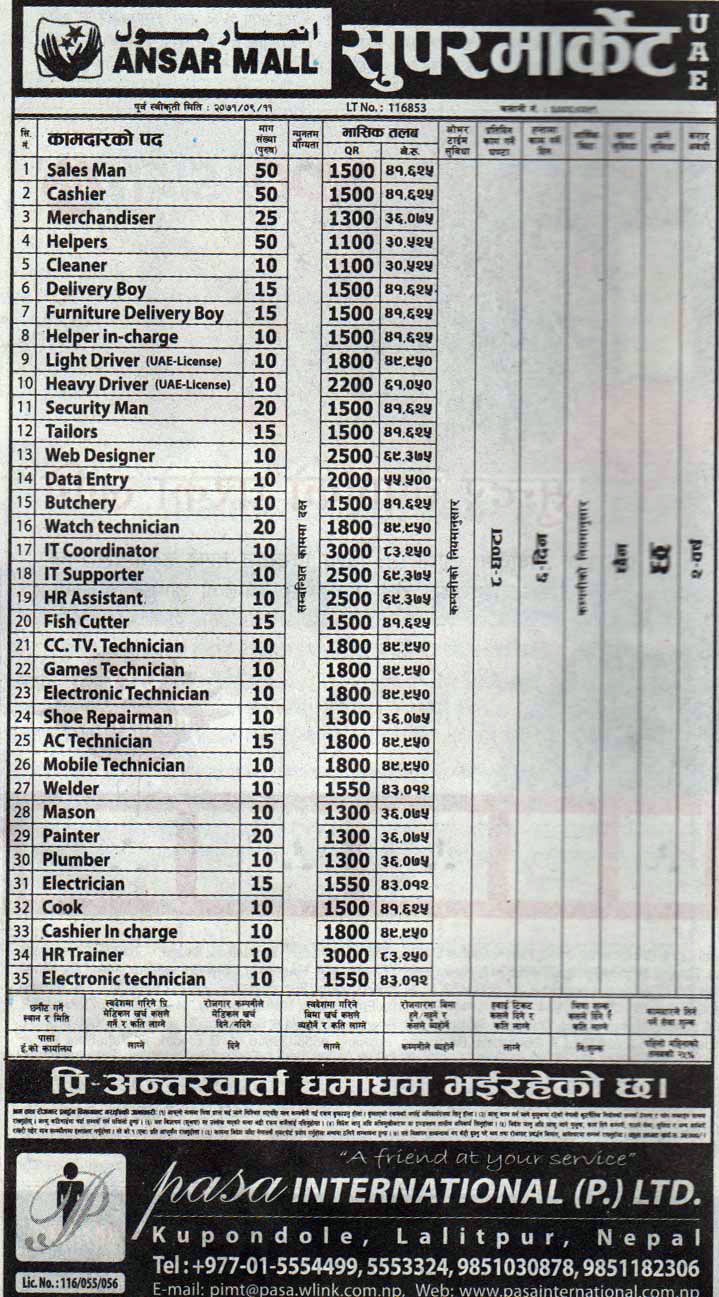 انصار مول
ANSAR MALL
सुपरमार्केट
UAE
पूर्व स्वीकृती मिति : २०७१/०९/११ LT No.: 116853
सि. नं. कामदारको पद माग संख्या (पुरुष) न्यूनतम योग्यता मासिक तलब QR ने.रु. ओभर टाईम सुबिधा प्रतिदिन काम गर्ने घण्टा हप्तामा काम गर्ने दिन करार अवधी
1 Sales Man 50 1500 ४१.६२५
2 Cashier 50 1500 ४१.६२५
3 Merchandiser 25 1300 ३६.०७५
4 Helpers 50 1100 ३०.५२५
5 Cleaner 10 1100 ३०.५२५
6 Delivery Boy 15 1500 ४१.६२५
7 Furniture Delivery Boy 15 1500 ४१.६२५
8 Helper in-charge 10 1500 ४१.६२५
9 Light Driver (UAE-License) 10 1800 ४९.९५०
10 Heavy Driver (UAE-License) 10 2200 ६१.०५०
11 Security Man 20 1500 ४१.६२५
12 Tailors 15 1500 ४१.६२५
13 Web Designer 10 2500 ६९.३७५
14 Data Entry 10 2000 ५५.५००
15 Butchery 10 1500 ४१.६२५
16 Watch technician 20 1800 ४९.९५०
17 IT Coordinator 10 3000 ८३.२५०
18 IT Supporter 10 2500 ६९.३७५
19 HR Assistant 10 2500 ६९.३७५
20 Fish Cutter 15 1500 ४१.६२५
21 CC. TV. Technician 10 1800 ४९.९५०
22 Games Technician 10 1800 ४९.९५०
23 Electronic Technician 10 1800 ४९.९५०
24 Shoe Repairman 10 1300 ३६.०७५
25 AC Technician 15 1800 ४९.९५०
26 Mobile Technician 10 1800 ४९.९५०
27 Welder 10 1550 ४३.०१२
28 Mason 10 1300 ३६.०७५
29 Painter 20 1300 ३६.०७५
30 Plumber 10 1300 ३६.०७५
31 Electrician 15 1550 ४३.०१२
32 Cook 10 1500 ४१.६२५
33 Cashier In charge 10 1800 ४९.९५०
34 HR Trainer 10 3000 ८३.२५०
35 Electronic technician 10 1550 ४३.०१२
सम्बन्धित काममा दक्ष
कम्पनीको नियमानुसार
८-घण्टा
६-दिन
कम्पनीको नियमानुसार
छैन
छ
२-वर्ष
छनौट गर्ने स्थान र मिति स्वदेशमा गरिने प्रि मेडिकल खर्च कसले गर्ने र कति लाग्ने रोजगार कम्पनीले मेडिकल खर्च दिने/नदिने स्वदेशमा गरिने बिमा खर्च कसले व्यहोर्ने र कति लाग्ने रोजगारमा बिमा हुने/नहुने र कसले व्यहोर्ने हवाई टिकट कसले दिने र कति लाग्ने भिषा शुल्क कसले दिने र कति लाग्ने कामदारले तिर्नु पर्ने सेवा शुल्क
पासा ई.को कार्यालय लाग्ने दिने लाग्ने कम्पनीले व्यहोर्ने लाग्ने नि:शुल्क पहिलो महिनाको तलबको २५%
प्रि-अन्तरवार्ता धमाधम भईरहेको छ।
"A friend at your service"
pasa INTERNATIONAL (P.) LTD.
Kupondole, Lalitpur, Nepal
Tel : +977-01-5554499, 5553324, 9851030878, 9851182306
Lic. No. : 116/055/056
E-mail: pimt@pasa.wlink.com.np, Web: www.pasainternational.com.np